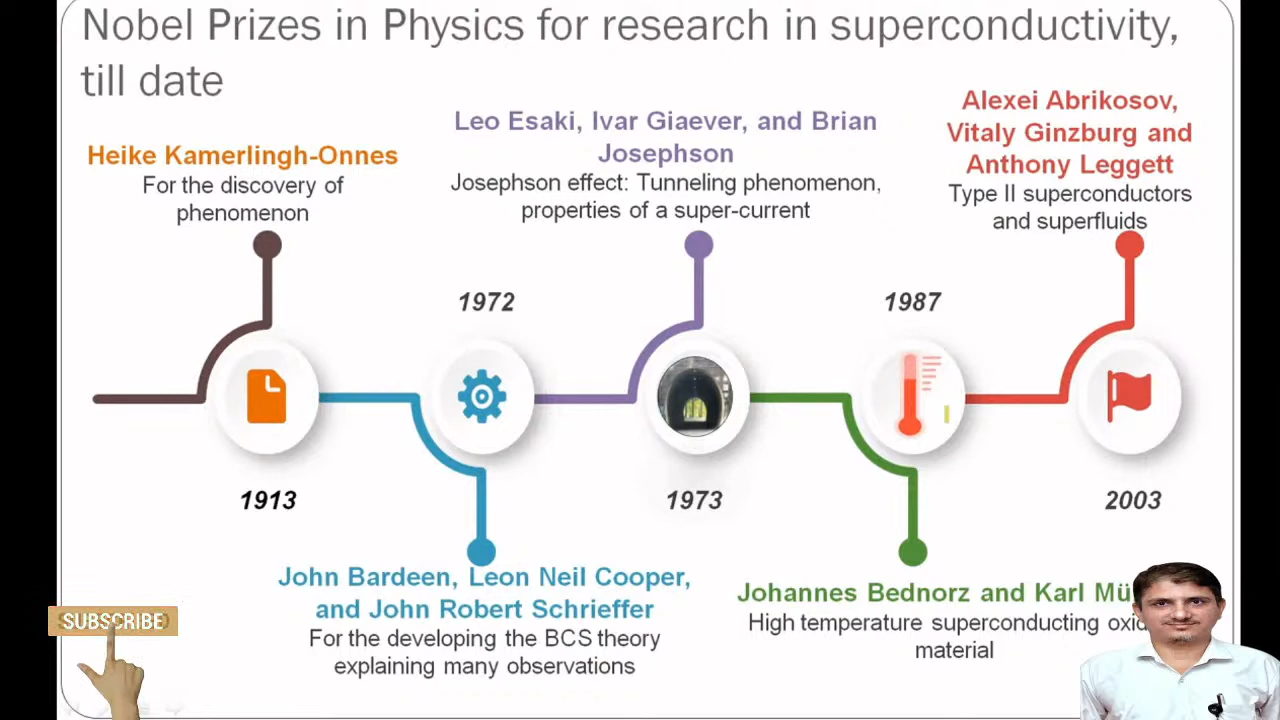 Nobel Prizes in Physics for research in superconductivity,
till date
Heike Kamerlingh-Onnes
For the discovery of
phenomenon
Leo Esaki, Ivar Giaever, and Brian
Josephson
Josephson effect: Tunneling phenomenon,
properties of a super-current
Alexei Abrikosov,
Vitaly Ginzburg and
Anthony Leggett
Type II superconductors
and superfluids
1972
1987
1913
1973
2003
John Bardeen, Leon Neil Cooper,
and John Robert Schrieffer
For the developing the BCS theory
explaining many observations
Johannes Bednorz and Karl
High temperature superconducting
material
SUBSCRIBE